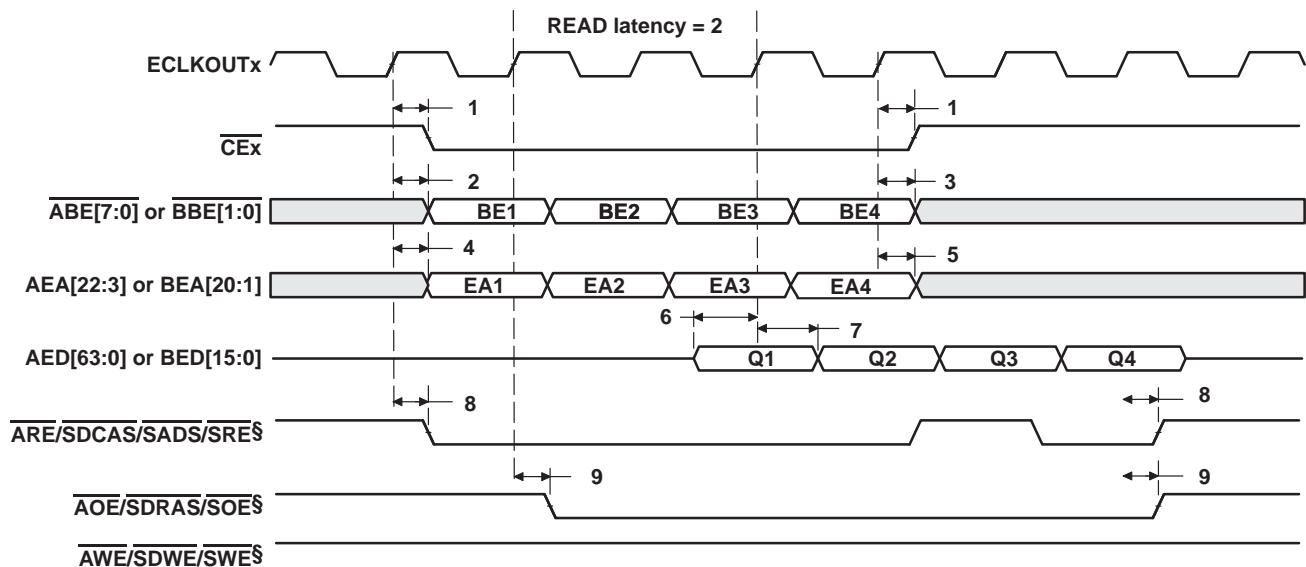 READ latency = 2
ECLKOUTx
1 1
CEx
2 3
ABE[7:0] or BBE[1:0] BE1 BE2 BE3 BE4
4 5
AEA[22:3] or BEA[20:1] EA1 EA2 EA3 EA4
6 7
AED[63:0] or BED[15:0] Q1 Q2 Q3 Q4
8 8
ARE/SDCAS/SADS/SRE§
9 9
AOE/SDRAS/SOE§
AWE/SDWE/SWE§